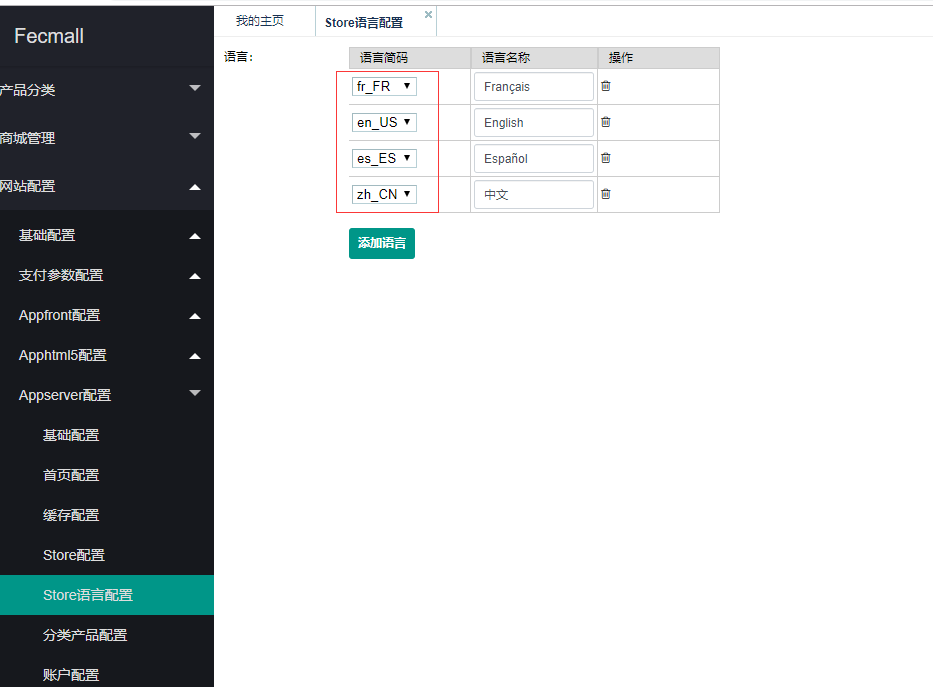 Fecmall
产品分类
商城管理
网站配置
基础配置
支付参数配置
Appfront配置
Apphtml5配置
Appserver配置
基础配置
首页配置
缓存配置
Store配置
Store语言配置
分类产品配置
账户配置
我的主页 Store语言配置
语言：
语言简码 语言名称 操作
fr_FR Français
en_US English
es_ES Español
zh_CN 中文
添加语言